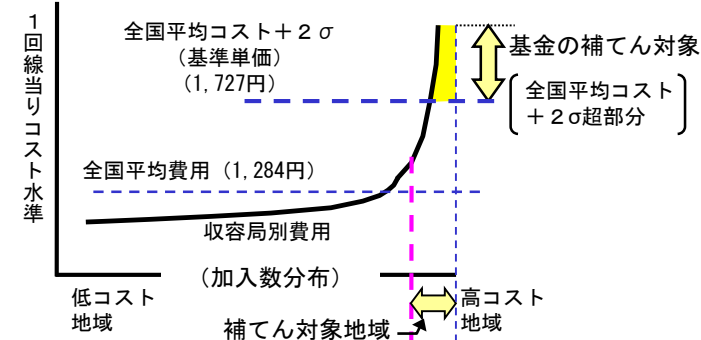 1回線当りコスト水準
全国平均コスト+2σ
(基準単価)
(1,727円)
基金の補てん対象
全国平均コスト
+2σ超部分
全国平均費用(1,284円)
収容局別費用
(加入数分布)
低コスト
地域
高コスト
地域
補てん対象地域